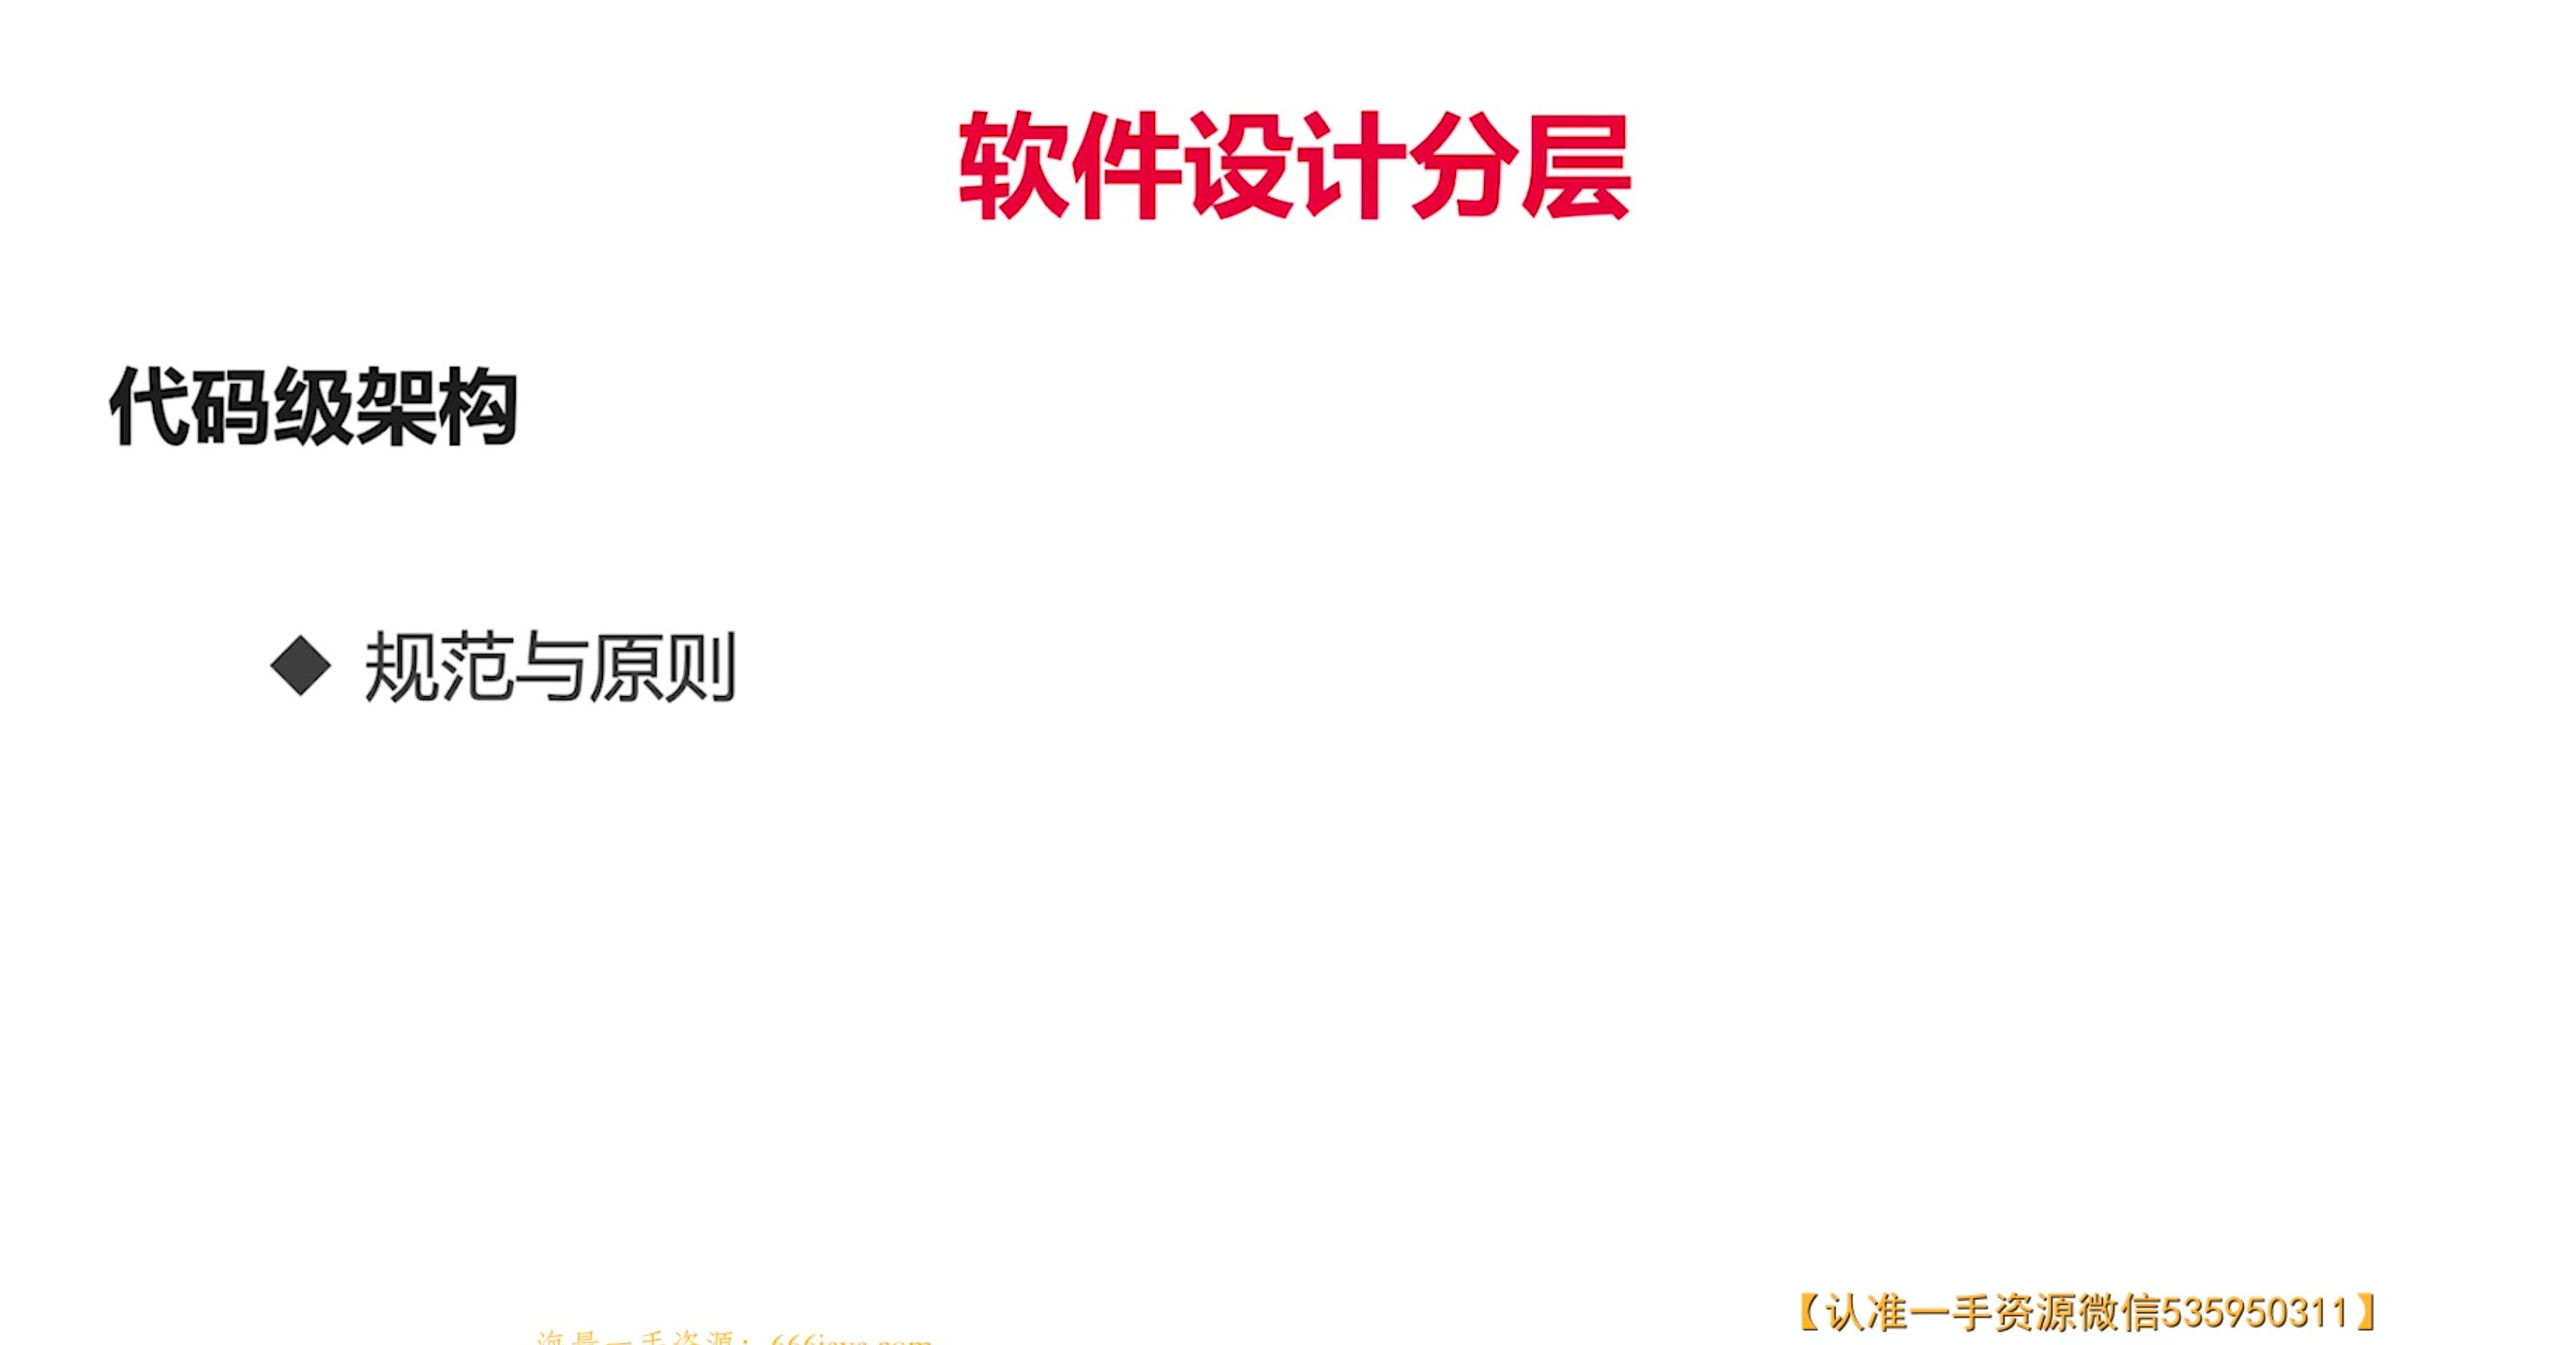 软件设计分层
代码级架构
◆ 规范与原则
【认准一手资源微信535950311】
海量一手资源：666java.com